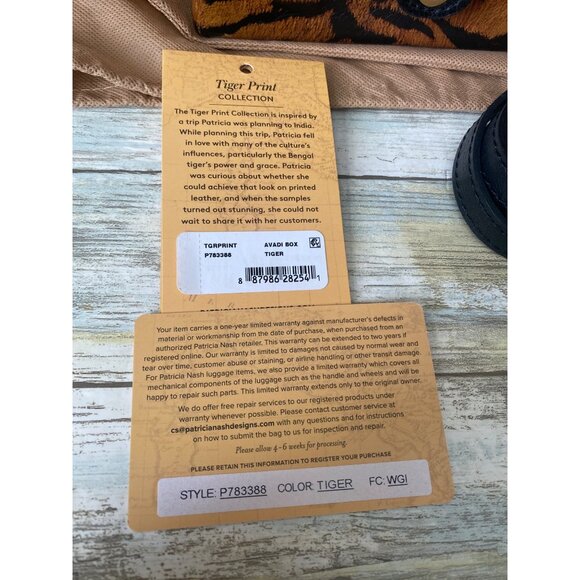 Tiger Print
COLLECTION
The Tiger Print Collection is inspired by
a trip Patricia was planning to India.
While planning this trip, Patricia fell
in love with many of the culture's
influences, particularly the Bengal
tiger's power and grace. Patricia
was curious about whether she
could achieve that look on printed
leather, and when the samples
turned out stunning, she could not
wait to share it with her customers.
TGRPRINT AVADI BOX
P783388 TIGER
8 87986 28254 1
Your item carries a one-year limited warranty against manufacturer's defects in
material or workmanship from the date of purchase, when purchased from an
authorized Patricia Nash retailer. This warranty can be extended to two years if
registered online. Our warranty is limited to damages not caused by normal wear and
tear over time, customer abuse or staining, or airline handling or other transit damage.
For Patricia Nash luggage items, we also provide a limited warranty which covers all
mechanical components of the luggage such as the handle and wheels and will be
happy to repair such parts. This limited warranty extends only to the original owner.
We do offer free repair services to our registered products under
warranty whenever possible. Please contact customer service at
cs@patricianashdesigns.com with any questions and for instructions
on how to submit the bag to us for inspection and repair.
Please allow 4–6 weeks for processing.
PLEASE RETAIN THIS INFORMATION TO REGISTER YOUR PURCHASE
STYLE: P783388 COLOR: TIGER FC: WGI